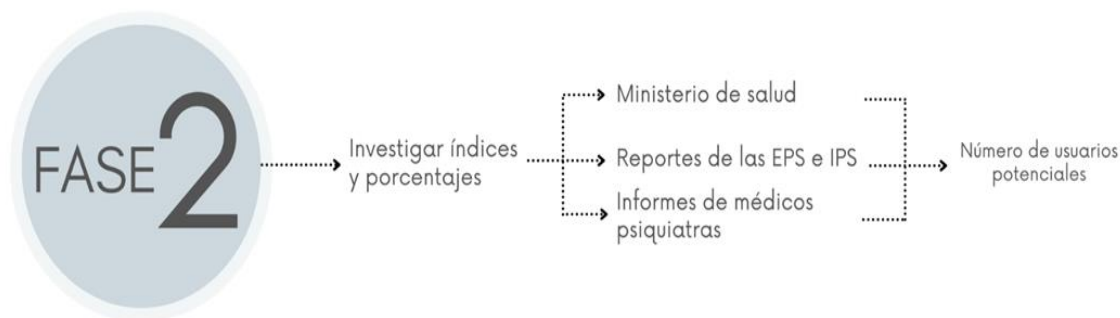 FASE 2
Investigar índices
y porcentajes
Ministerio de salud
Reportes de las EPS e IPS
Informes de médicos
psiquiatras
Número de usuarios
potenciales